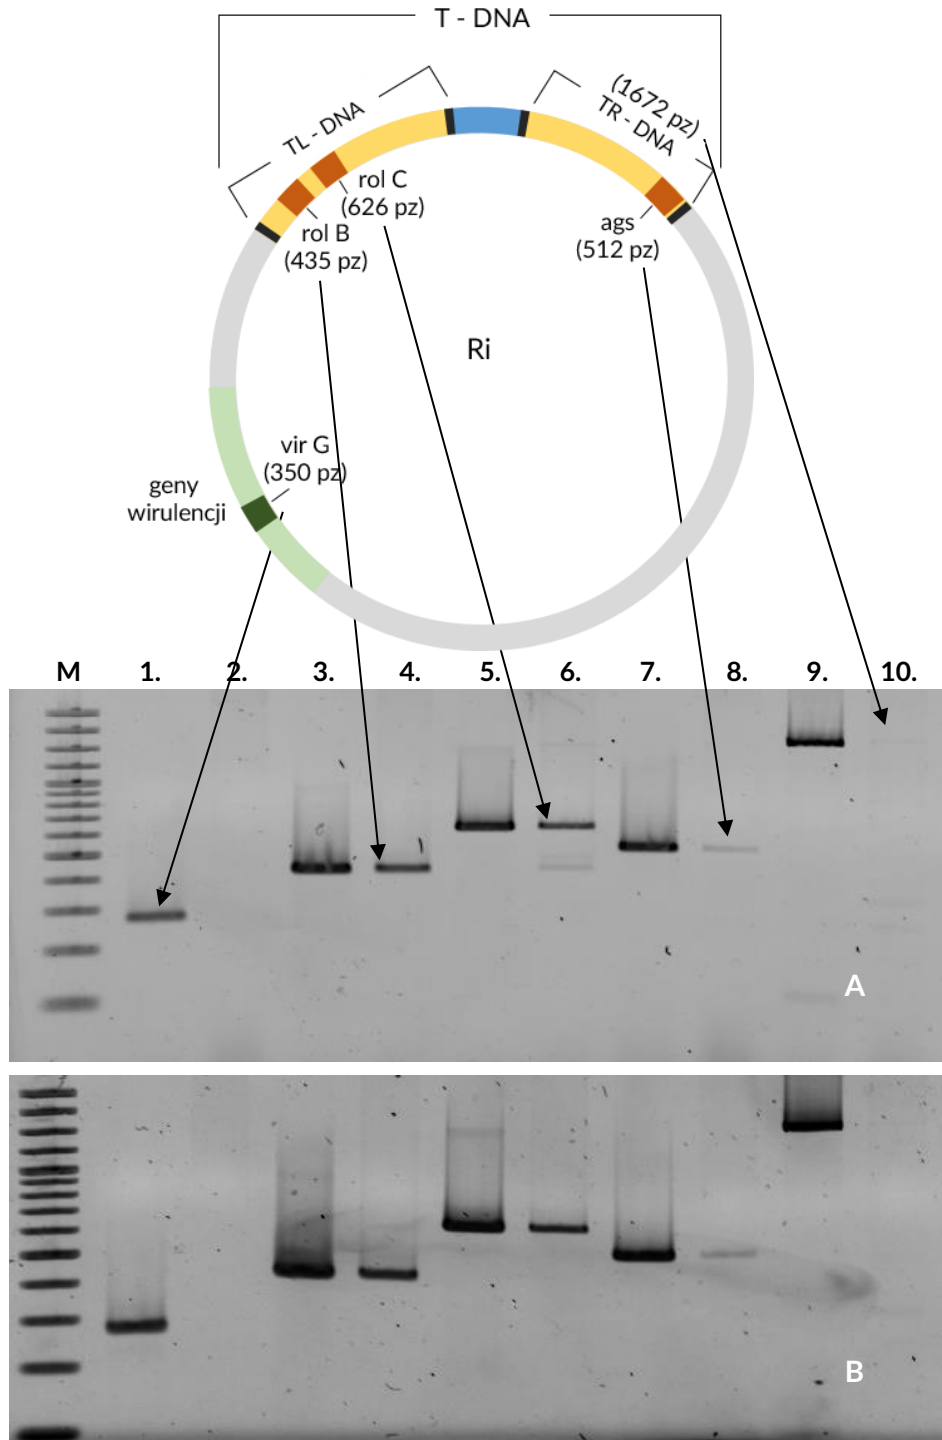 T - DNA
TL - DNA
(1672 pz)
TR - DNA
rol C
(626 pz)
rol B
(435 pz)
ags
(512 pz)
Ri
vir G
(350 pz)
geny
wirulencji
M 1. 2. 3. 4. 5. 6. 7. 8. 9. 10.
A
B